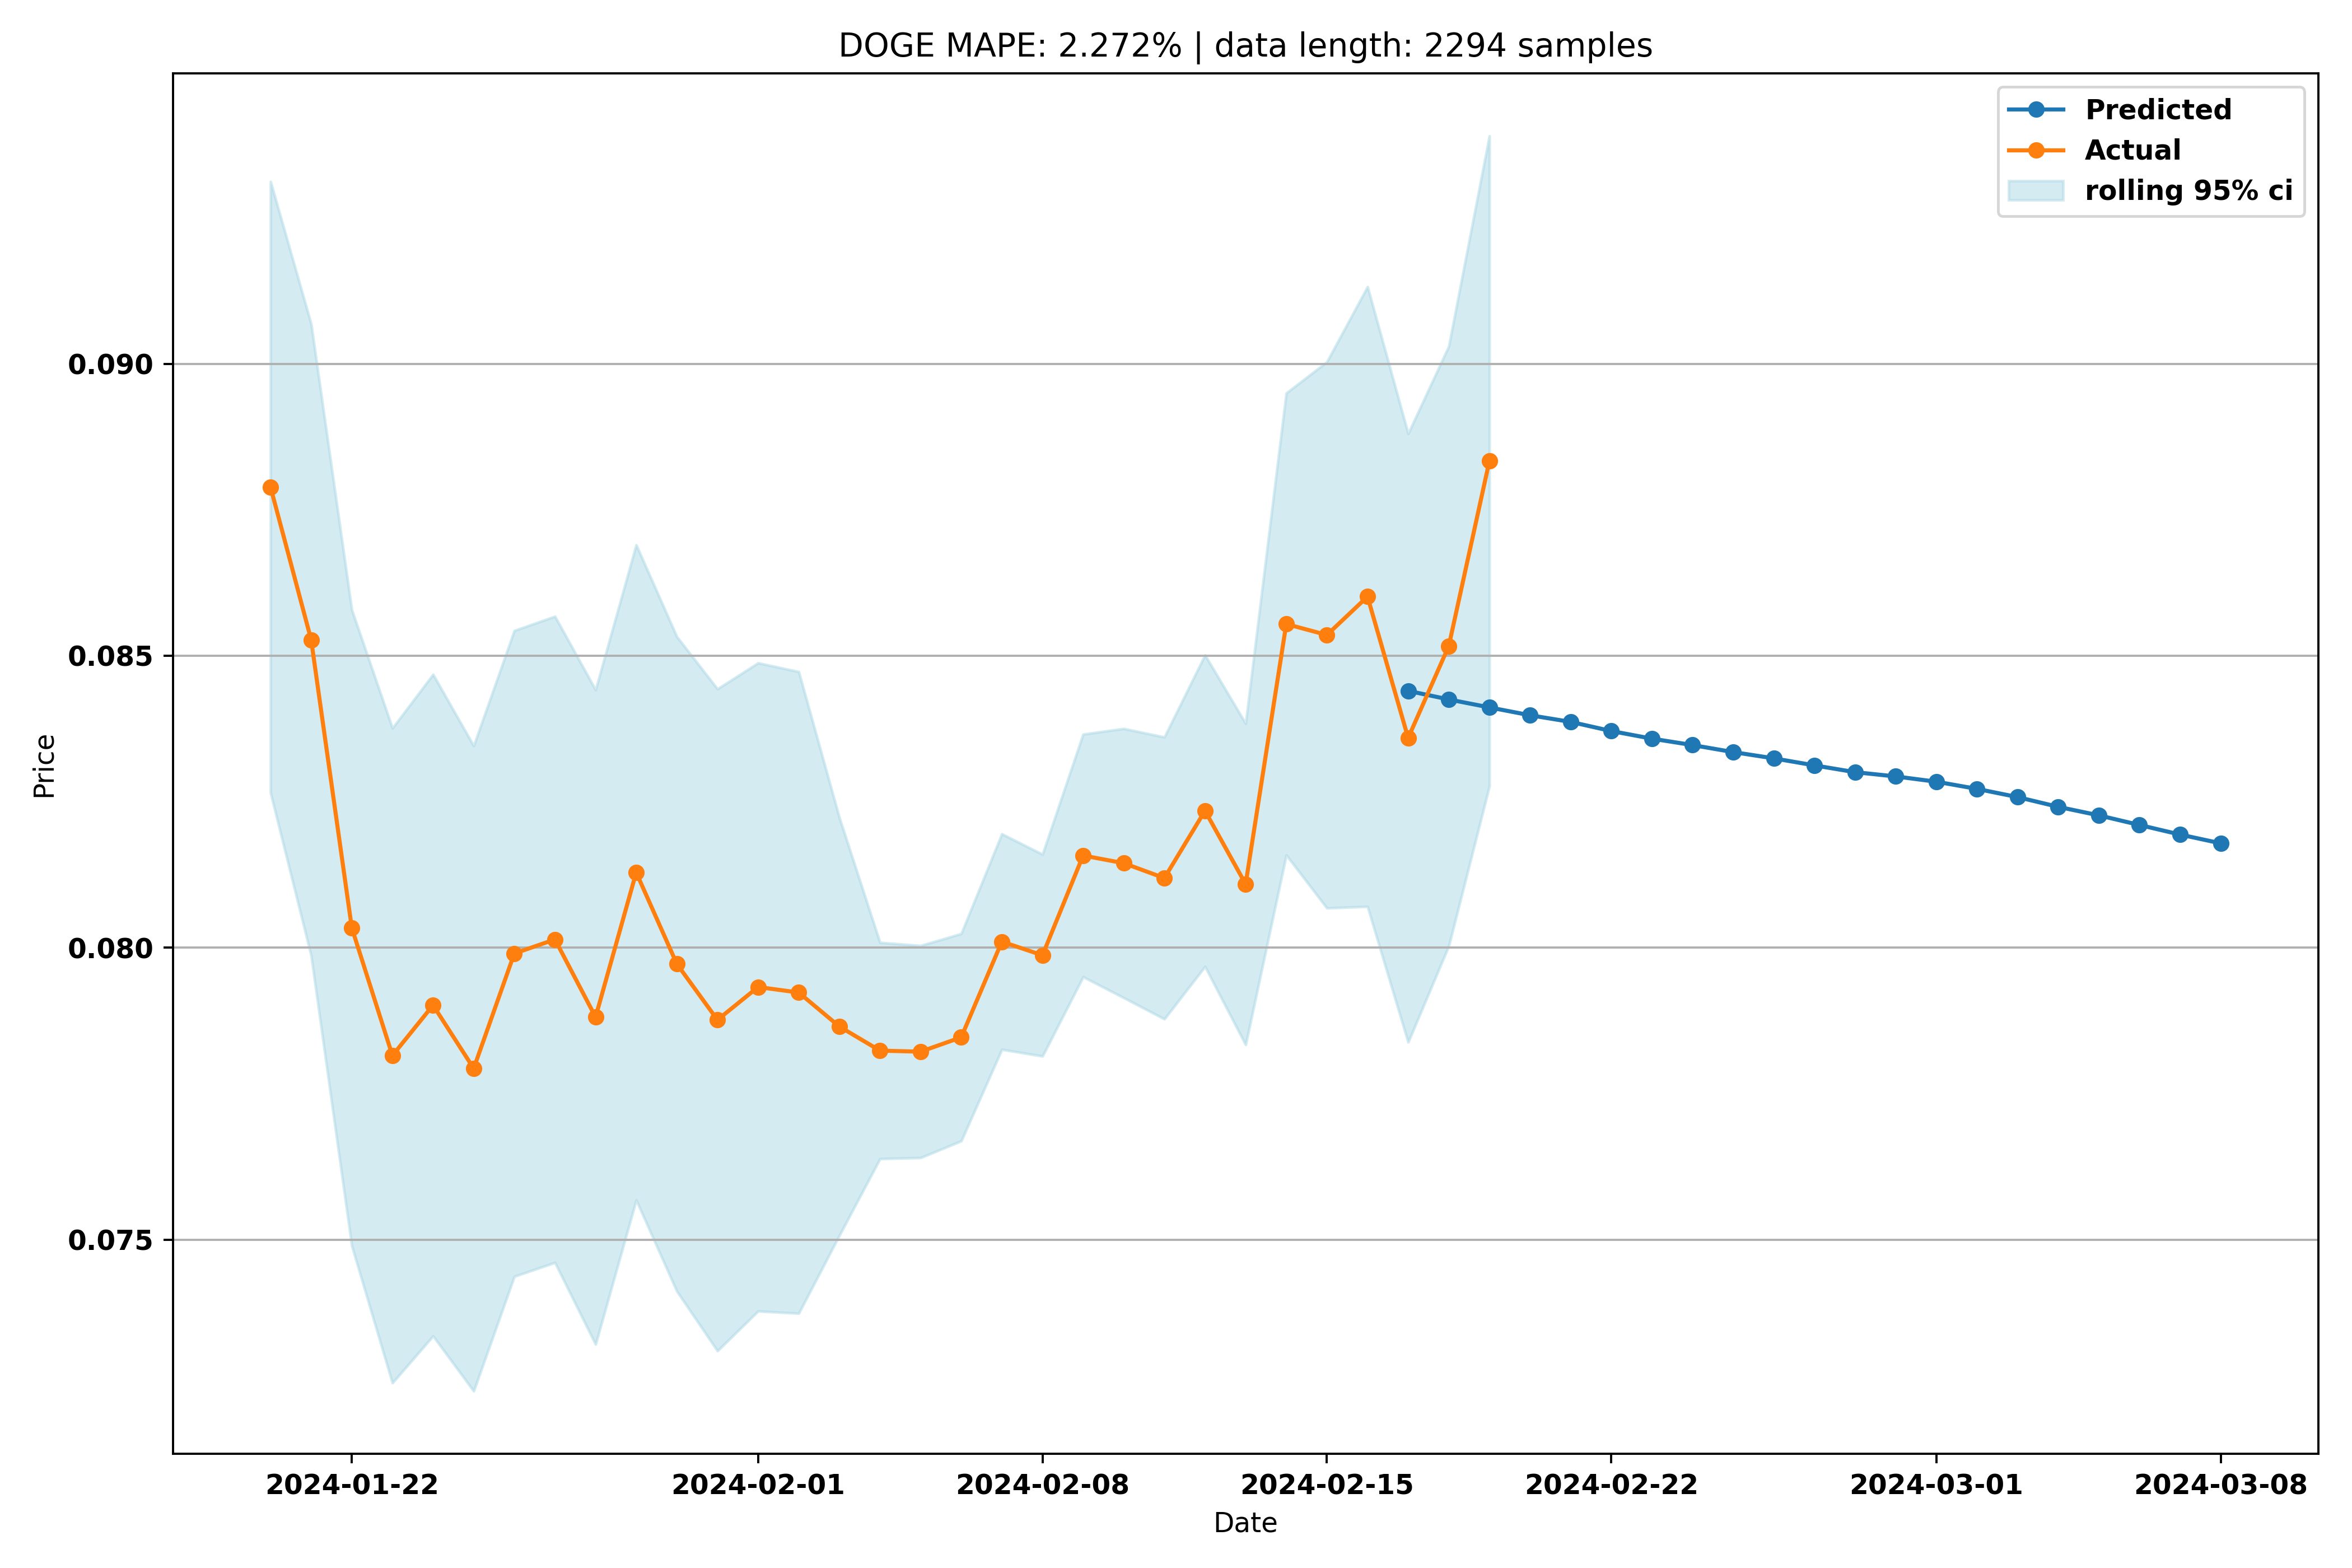 DOGE MAPE: 2.272% | data length: 2294 samples
Predicted
Actual
rolling 95% ci
0.090
0.085
0.080
0.075
Price
2024-01-22
2024-02-01
2024-02-08
2024-02-15
2024-02-22
2024-03-01
2024-03-08
Date